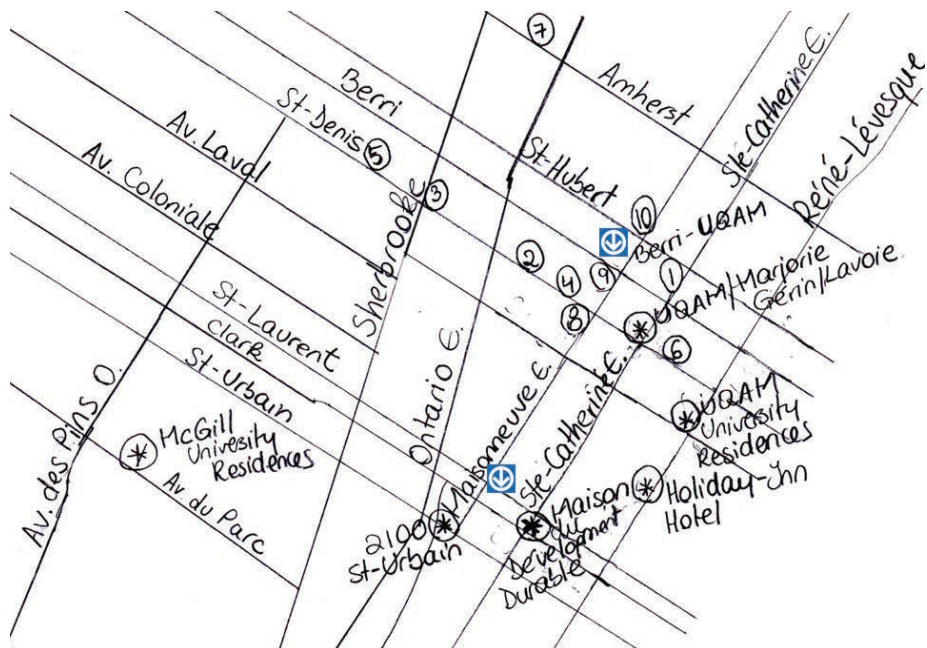 7
Amherst
Ste-Catherine E.
Réné-Lévesque
Berri
St-Denis
5
Av. Laval
Av. Coloniale
St-Hubert
Sherbrooke
3
10
Berri-UQAM
2
4
9
1
8
UQAM/Marjorie
Gérin/Lavoie
6
St-Laurent
clark
St-Urbain
Ontario E.
Maisonneuve E.
Ste-Catherine E.
Av. des Pins O.
McGill
University
Residences
Av du Parc
UQAM
University
Residences
Holiday-Inn
Hotel
2100
St-Urbain
Maison
du
Development
Durable